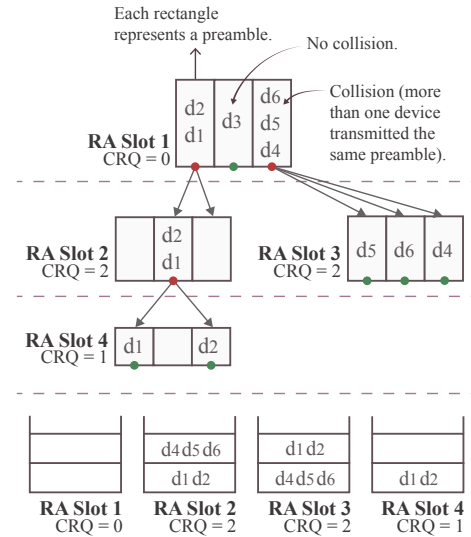 Each rectangle
represents a preamble.
No collision.
Collision (more
than one device
transmitted the
same preamble).
d2
d1
d3
d6
d5
d4
RA Slot 1
CRQ = 0
RA Slot 2
CRQ = 2
d2
d1
RA Slot 3
CRQ = 2
d5 d6 d4
RA Slot 4
CRQ = 1
d1 d2
d4 d5 d6
d1 d2
d1 d2
d4 d5 d6
d1 d2
RA Slot 1
CRQ = 0
RA Slot 2
CRQ = 2
RA Slot 3
CRQ = 2
RA Slot 4
CRQ = 1